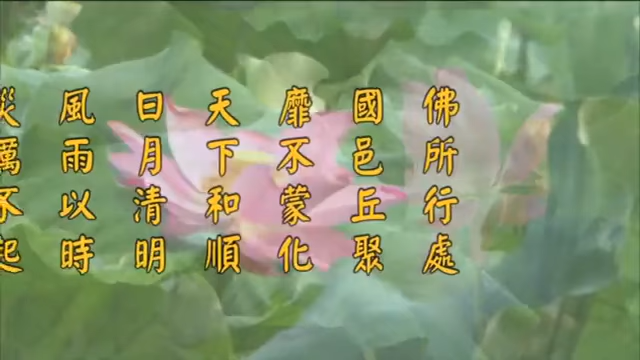 佛所行處
國邑丘聚
靡不蒙化
天下和順
日月清明
風雨以時
災厲不起